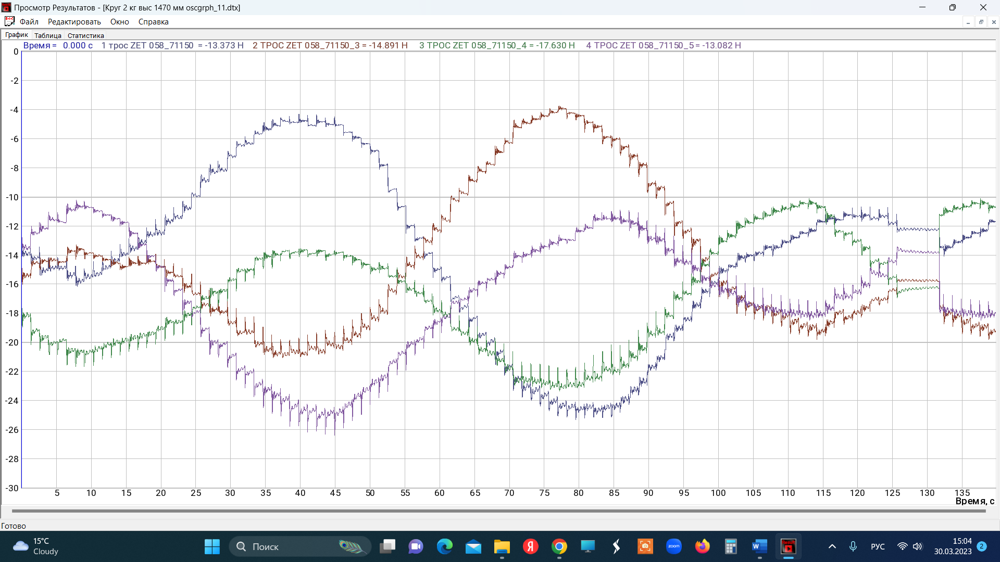 Просмотр Результатов - [Круг 2 кг выс 1470 мм oscgrph_11.dtx]
Файл Редактировать Окно Справка
График Таблица Статистика
Время = 0.000 с 1 трос ZET 058_71150 = -13.373 Н 2 ТРОС ZET 058_71150_3 = -14.891 Н 3 ТРОС ZET 058_71150_4 = -17.630 Н 4 ТРОС ZET 058_71150_5 = -13.082 Н
0
-2
-4
-6
-8
-10
-12
-14
-16
-18
-20
-22
-24
-26
-28
-30
5 10 15 20 25 30 35 40 45 50 55 60 65 70 75 80 85 90 95 100 105 110 115 120 125 130 135
Время, с
Готово
15°C
Cloudy
Поиск
zoom
РУС
15:04
30.03.2023
2